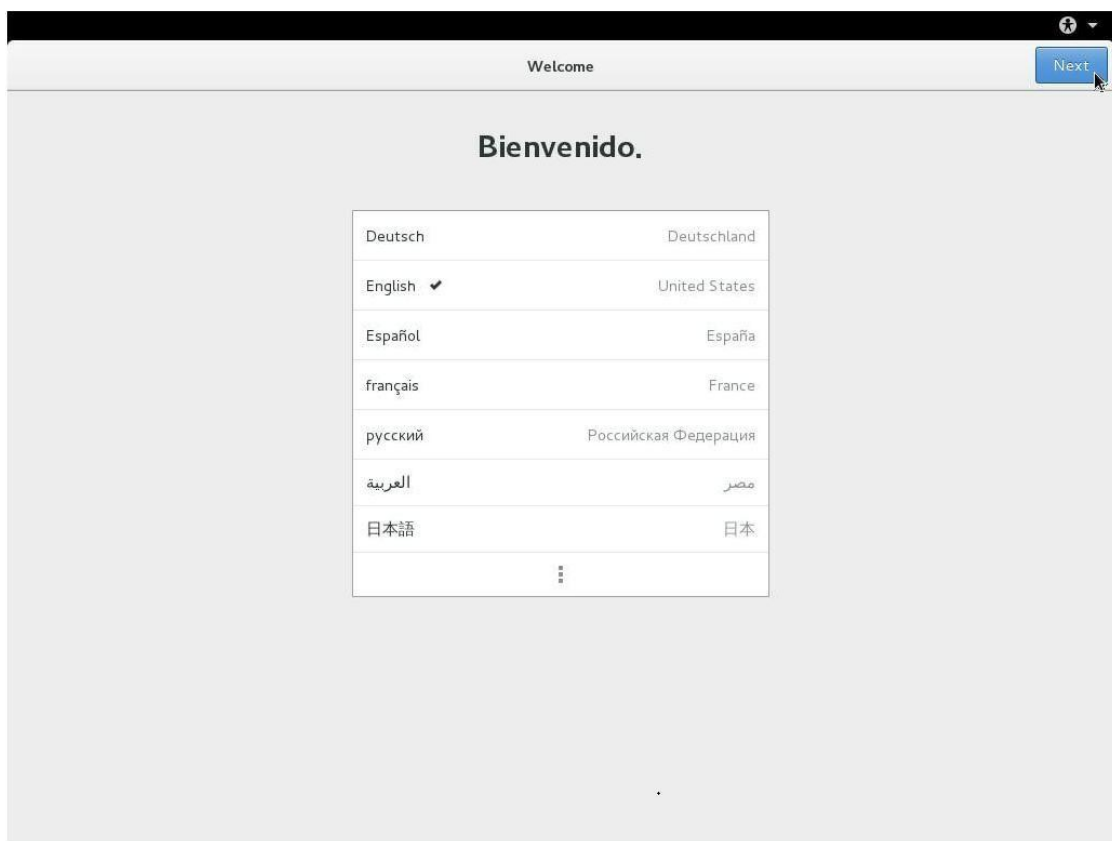 Welcome
Next
Bienvenido.
Deutsch Deutschland
English United States
Español España
français France
русский Российская Федерация
العربية مصر
日本語 日本